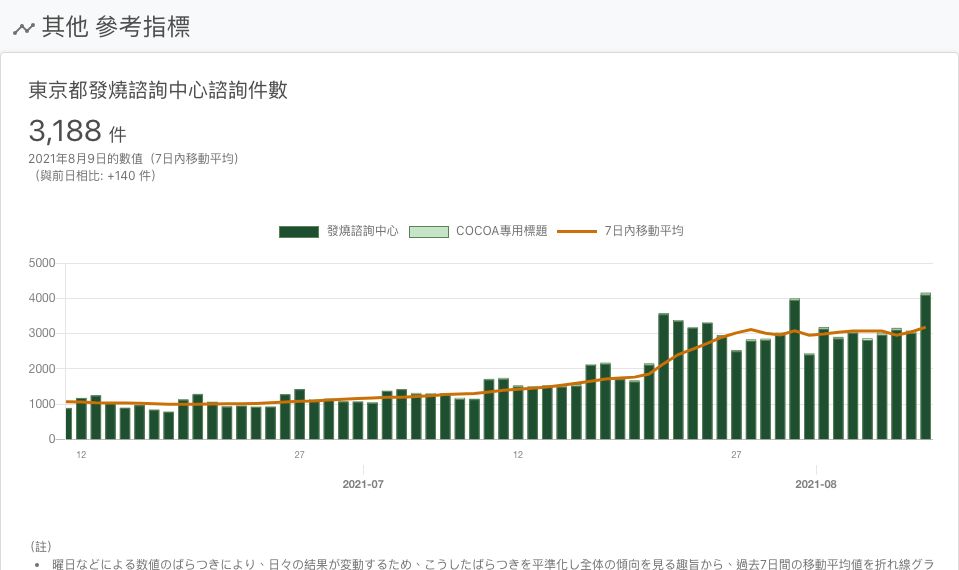 其他 參考指標
東京都發燒諮詢中心諮詢件數
3,188 件
2021年8月9日的數值（7日內移動平均）
（與前日相比: +140 件）
發燒諮詢中心 COCOA專用標題 7日內移動平均
5000
4000
3000
2000
1000
0
12 27 12 27
2021-07 2021-08
（註）
• 曜日などによる数値のばらつきにより、日々の結果が変動するため、こうしたばらつきを平準化し全体の傾向を見る趣旨から、過去7日間の移動平均値を折れ線グラ